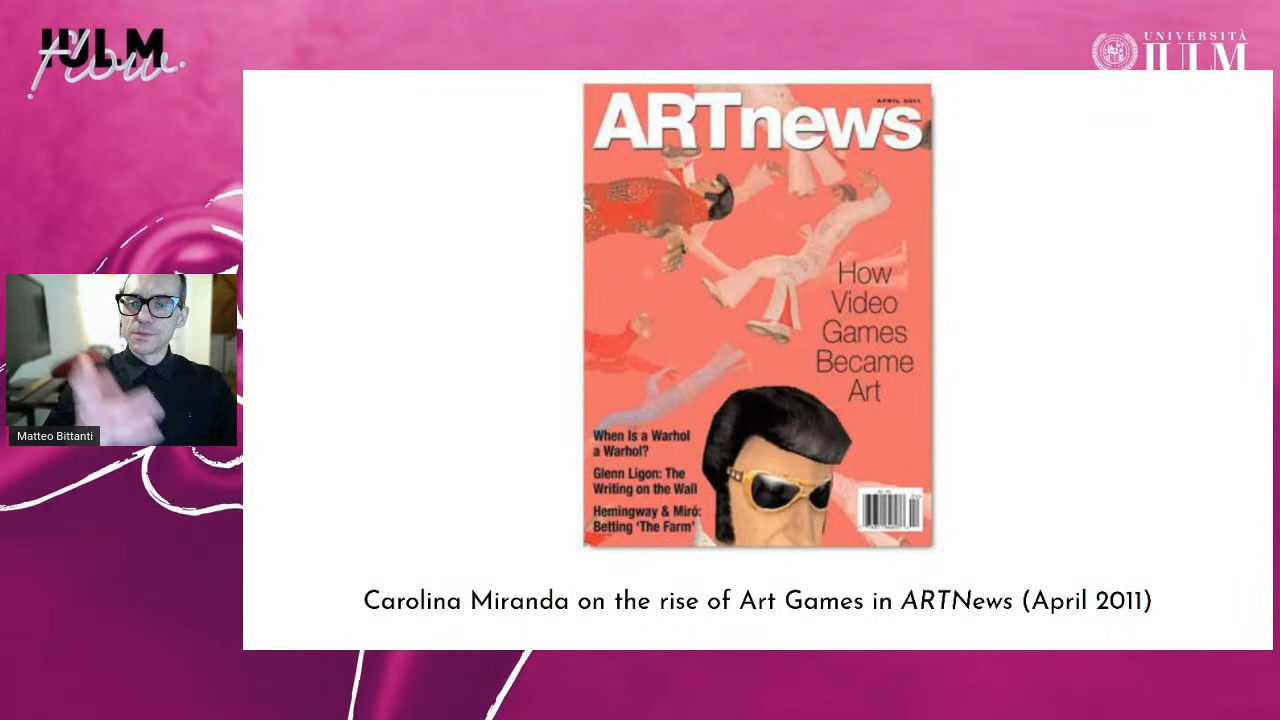 IULM
flow.
UNIVERSITÀ
IULM
APRIL 2011
ARTnews
How
Video
Games
Became
Art
When Is a Warhol
a Warhol?
Glenn Ligon: The
Writing on the Wall
Hemingway & Miró:
Betting ‘The Farm’
Matteo Bittanti
Carolina Miranda on the rise of Art Games in ARTNews (April 2011)